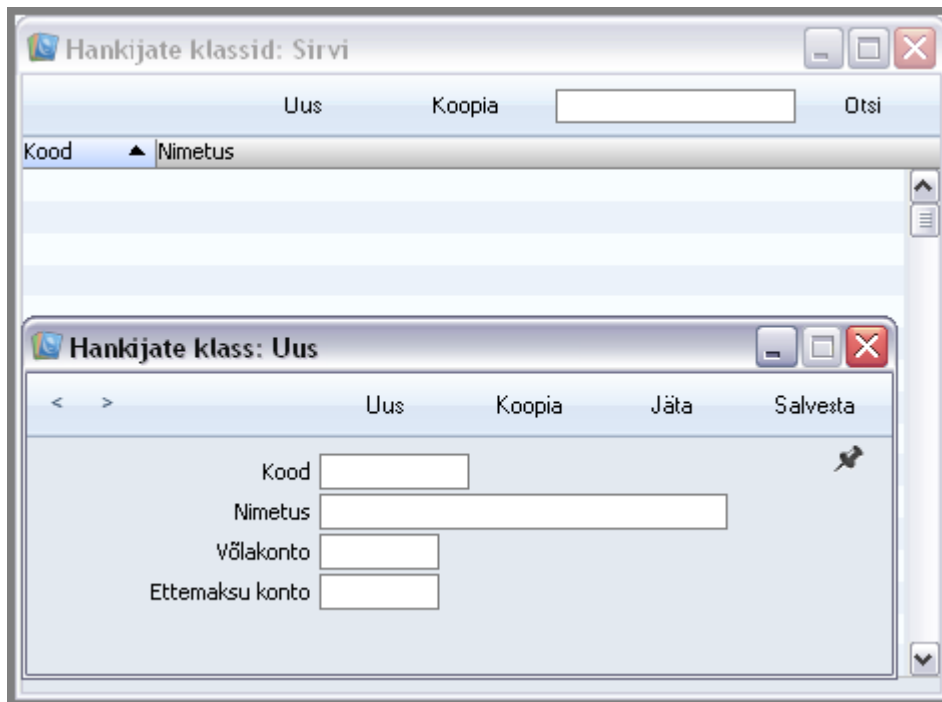 Hankijate klassid: Sirvi
Uus Koopia Otsi
Kood Nimetus
Hankijate klass: Uus
< > Uus Koopia Jäta Salvesta
Kood
Nimetus
Võlakonto
Ettemaksu konto